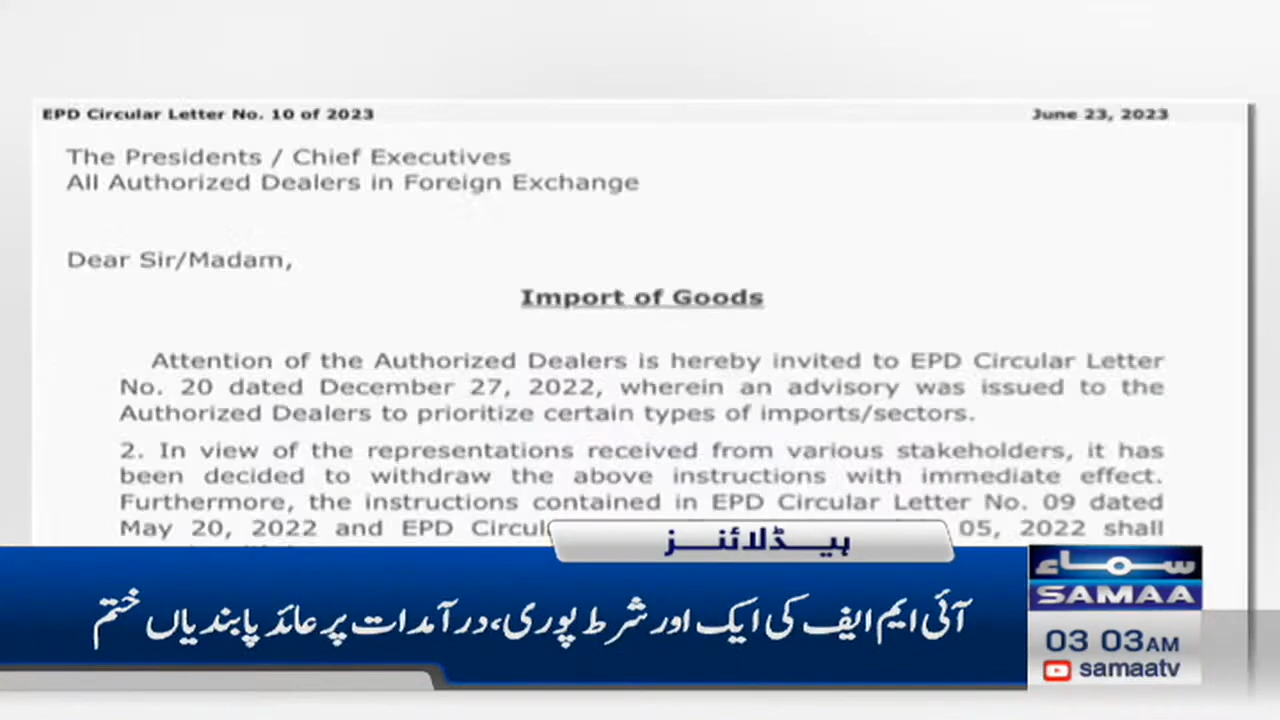 EPD Circular Letter No. 10 of 2023
June 23, 2023
The Presidents / Chief Executives
All Authorized Dealers in Foreign Exchange
Dear Sir/Madam,
Import of Goods
Attention of the Authorized Dealers is hereby invited to EPD Circular Letter
No. 20 dated December 27, 2022, wherein an advisory was issued to the
Authorized Dealers to prioritize certain types of imports/sectors.
2. In view of the representations received from various stakeholders, it has
been decided to withdraw the above instructions with immediate effect.
Furthermore, the instructions contained in EPD Circular Letter No. 09 dated
May 20, 2022 and EPD Circul 05, 2022 shall
ہیڈلائنز
آئی ایم ایف کی ایک اور شرط پوری، درآمدات پر عائد پابندیاں ختم
سماء
SAMAA
03 03AM
samaatv